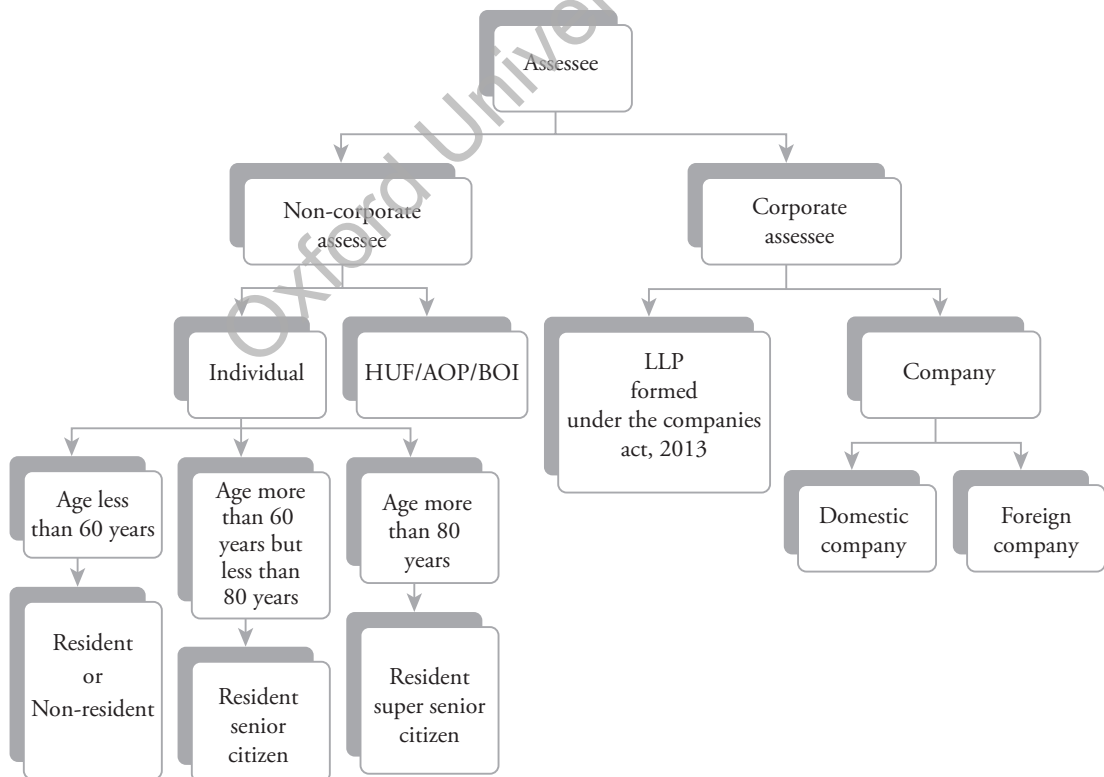 Assessee
Non-corporate
assessee
Corporate
assessee
Individual
HUF/AOP/BOI
LLP
formed
under the companies
act, 2013
Company
Age less
than 60 years
Age more
than 60
years but
less than
80 years
Age more
than 80
years
Domestic
company
Foreign
company
Resident
or
Non-resident
Resident
senior
citizen
Resident
super senior
citizen
Oxford